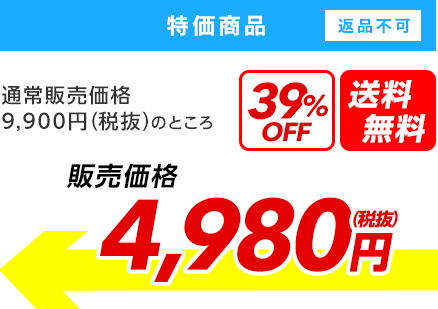 特価商品
返品不可
通常販売価格
9,900円(税抜)のところ
39%
OFF
送料
無料
販売価格
4,980円(税抜)